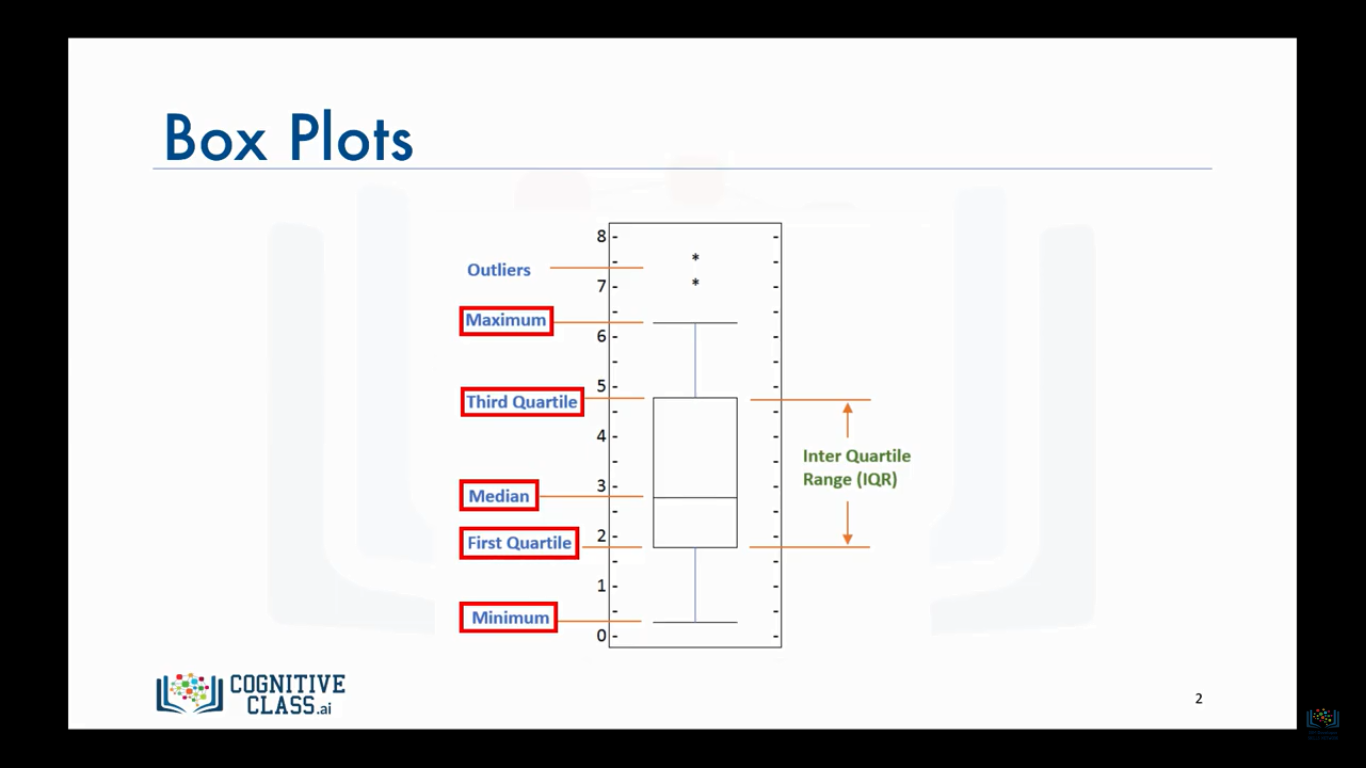 Box Plots
8
Outliers
*
7
*
Maximum
6
5
Third Quartile
4
Inter Quartile
Range (IQR)
3
Median
2
First Quartile
1
Minimum
0
COGNITIVE
CLASS.ai
2